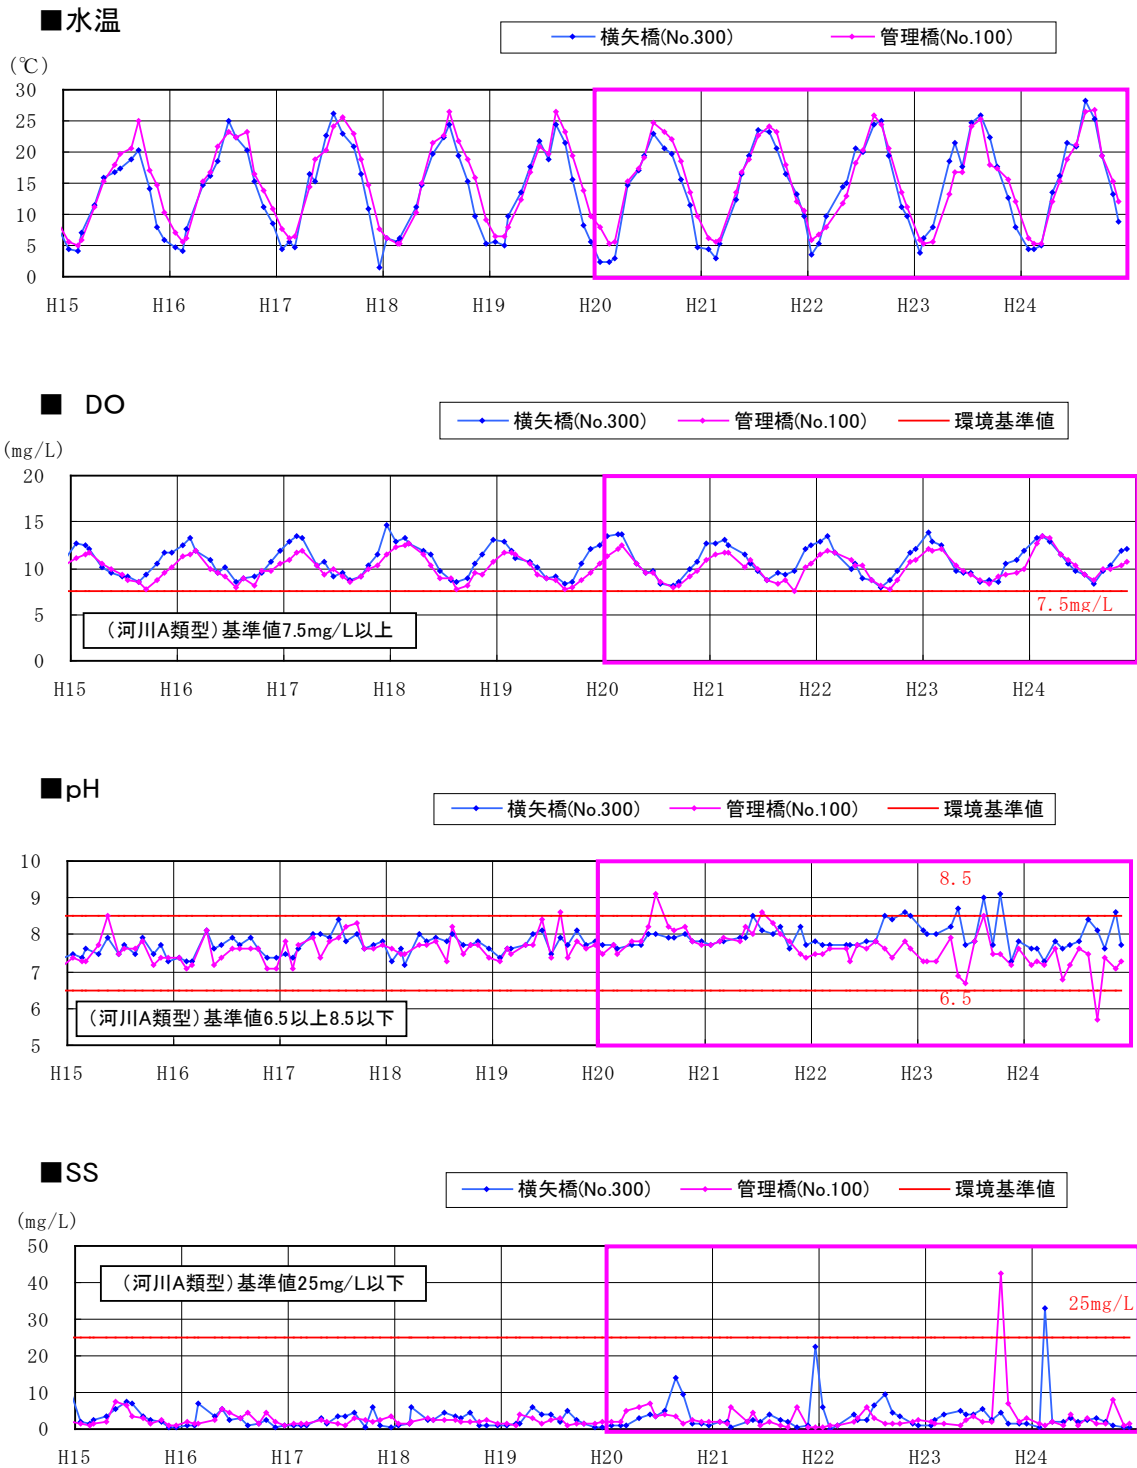 ■水温
横矢橋(No.300) 管理橋(No.100)
(℃)
30
25
20
15
10
5
0
H15 H16 H17 H18 H19 H20 H21 H22 H23 H24
■ DO
横矢橋(No.300) 管理橋(No.100) 環境基準値
(mg/L)
20
15
10
5
0
7.5mg/L
(河川A類型)基準値7.5mg/L以上
H15 H16 H17 H18 H19 H20 H21 H22 H23 H24
■pH
横矢橋(No.300) 管理橋(No.100) 環境基準値
10
9
8
7
6
5
8.5
6.5
(河川A類型)基準値6.5以上8.5以下
H15 H16 H17 H18 H19 H20 H21 H22 H23 H24
■SS
横矢橋(No.300) 管理橋(No.100) 環境基準値
(mg/L)
50
40
30
20
10
0
(河川A類型)基準値25mg/L以下
25mg/L
H15 H16 H17 H18 H19 H20 H21 H22 H23 H24